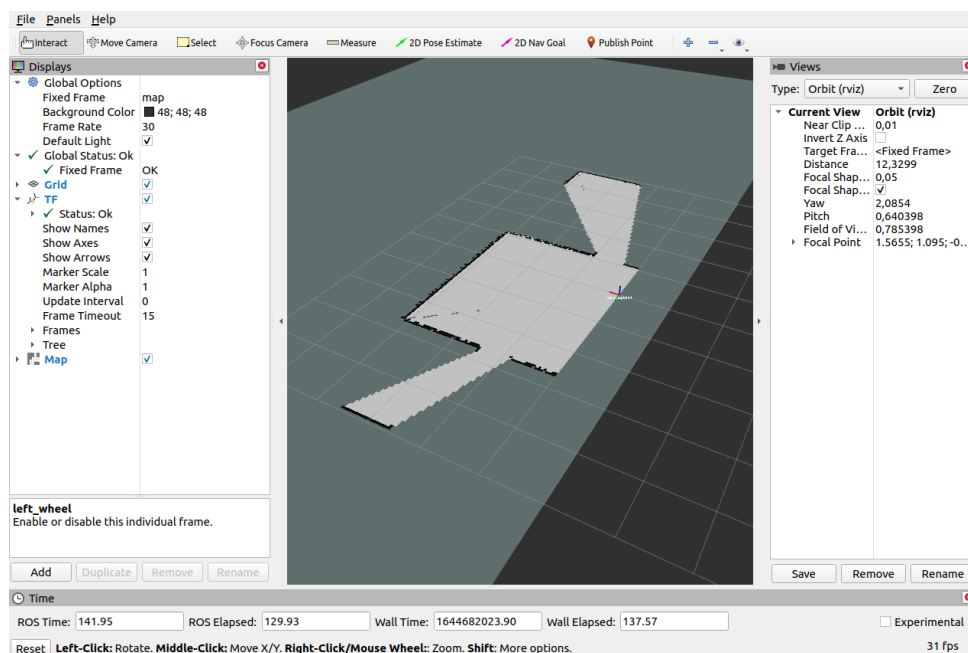 File Panels Help
Interact Move Camera Select Focus Camera Measure 2D Pose Estimate 2D Nav Goal Publish Point
Displays
Global Options
Fixed Frame map
Background Color 48; 48; 48
Frame Rate 30
Default Light
Global Status: Ok
Fixed Frame OK
Grid
TF
Status: Ok
Show Names
Show Axes
Show Arrows
Marker Scale 1
Marker Alpha 1
Update Interval 0
Frame Timeout 15
Frames
Tree
Map
left_wheel
Enable or disable this individual frame.
Add Duplicate Remove Rename
Views
Type: Orbit (rviz) Zero
Current View Orbit (rviz)
Near Clip ... 0,01
Invert Z Axis
Target Fra... <Fixed Frame>
Distance 12,3299
Focal Shap... 0,05
Focal Shap...
Yaw 2,0854
Pitch 0,640398
Field of Vi... 0,785398
Focal Point 1.5655; 1.095; -0...
Save Remove Rename
Time
ROS Time: 141.95 ROS Elapsed: 129.93 Wall Time: 1644682023.90 Wall Elapsed: 137.57 Experimental
Reset Left-Click: Rotate. Middle-Click: Move X/Y. Right-Click/Mouse Wheel:: Zoom. Shift: More options. 31 fps